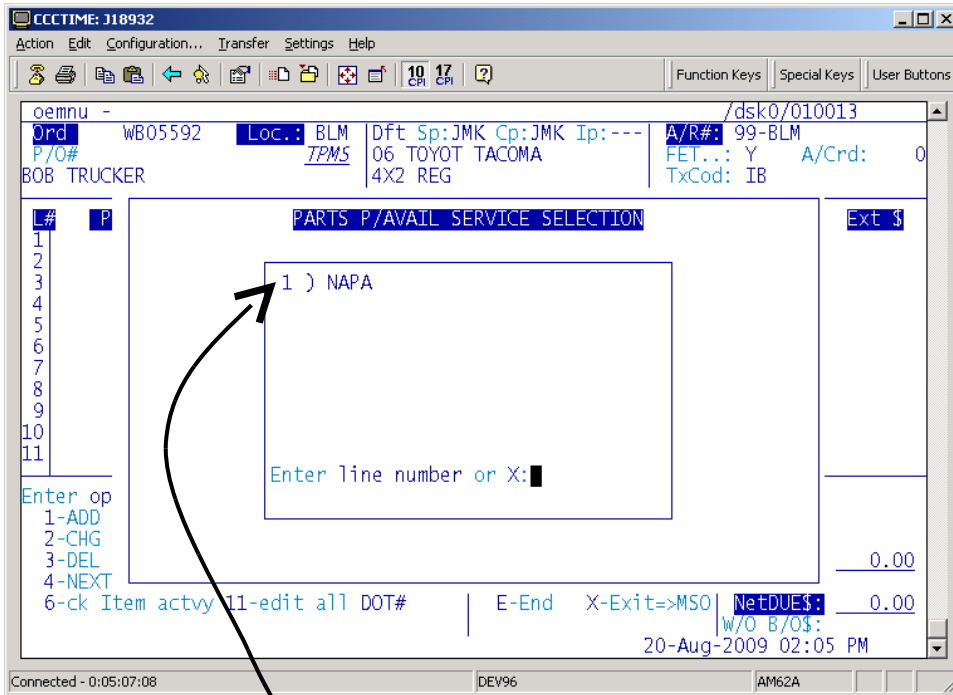 CCCTIME: J18932
Action Edit Configuration... Transfer Settings Help
10 CPI 17 CPI Function Keys Special Keys User Buttons
oemnu - /dsk0/010013
Ord WB05592 Loc.: BLM Dft Sp:JMK Cp:JMK Ip:--- A/R#: 99-BLM
P/O# TPMS 06 TOYOT TACOMA FET..: Y A/Crd: 0
BOB TRUCKER 4X2 REG TxCod: IB
L# P PARTS P/AVAIL SERVICE SELECTION Ext $
1
2
3 1 ) NAPA
4
5
6
7
8
9
10
11
Enter line number or X:
Enter op
1-ADD
2-CHG
3-DEL 0.00
4-NEXT
6-ck Item actvy 11-edit all DOT# E-End X-Exit=>MSO NetDUE$: 0.00
W/O B/O$:
20-Aug-2009 02:05 PM
Connected - 0:05:07:08 DEV96 AM62A